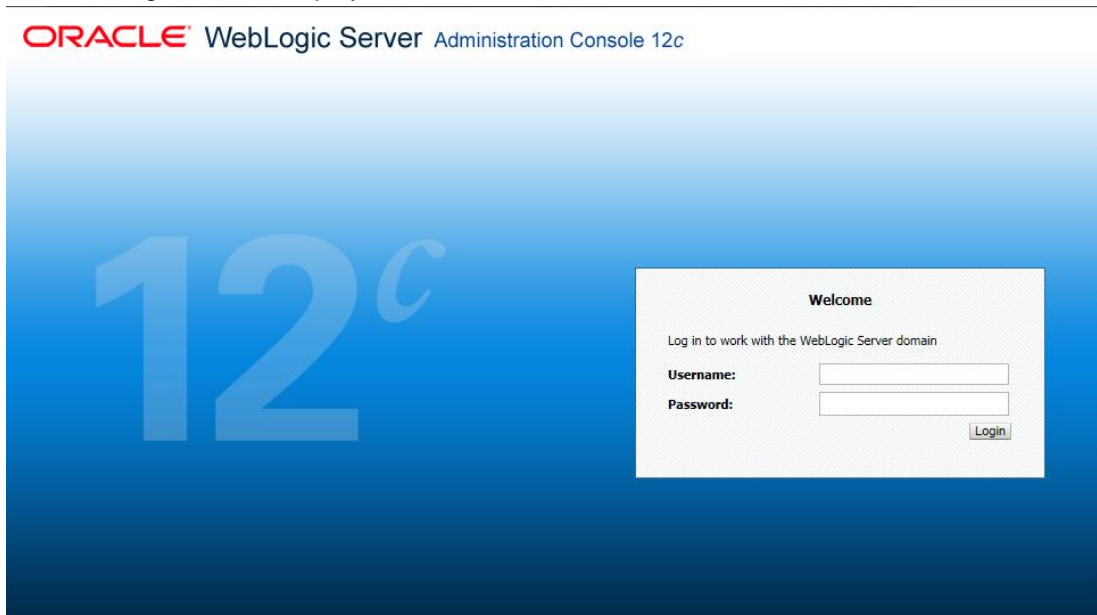 ORACLE WebLogic Server Administration Console 12c
12c
Welcome
Log in to work with the WebLogic Server domain
Username:
Password:
Login